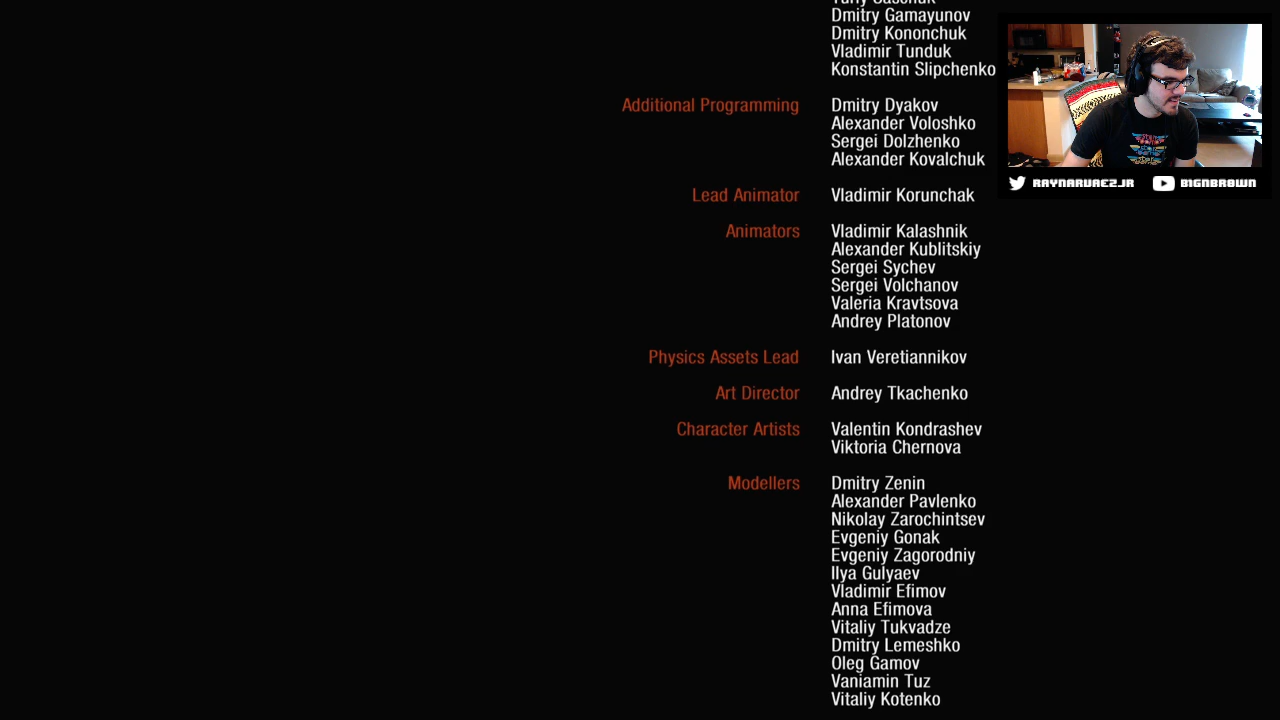 Dmitry Gamayunov
Dmitry Kononchuk
Vladimir Tunduk
Konstantin Slipchenko
Additional Programming Dmitry Dyakov
Alexander Voloshko
Sergei Dolzhenko
Alexander Kovalchuk
RAYNARVAEZJR B1GNBR0WN
Lead Animator Vladimir Korunchak
Animators Vladimir Kalashnik
Alexander Kublitskiy
Sergei Sychev
Sergei Volchanov
Valeria Kravtsova
Andrey Platonov
Physics Assets Lead Ivan Veretiannikov
Art Director Andrey Tkachenko
Character Artists Valentin Kondrashev
Viktoria Chernova
Modellers Dmitry Zenin
Alexander Pavlenko
Nikolay Zarochintsev
Evgeniy Gonak
Evgeniy Zagorodniy
Ilya Gulyaev
Vladimir Efimov
Anna Efimova
Vitaliy Tukvadze
Dmitry Lemeshko
Oleg Gamov
Vaniamin Tuz
Vitaliy Kotenko